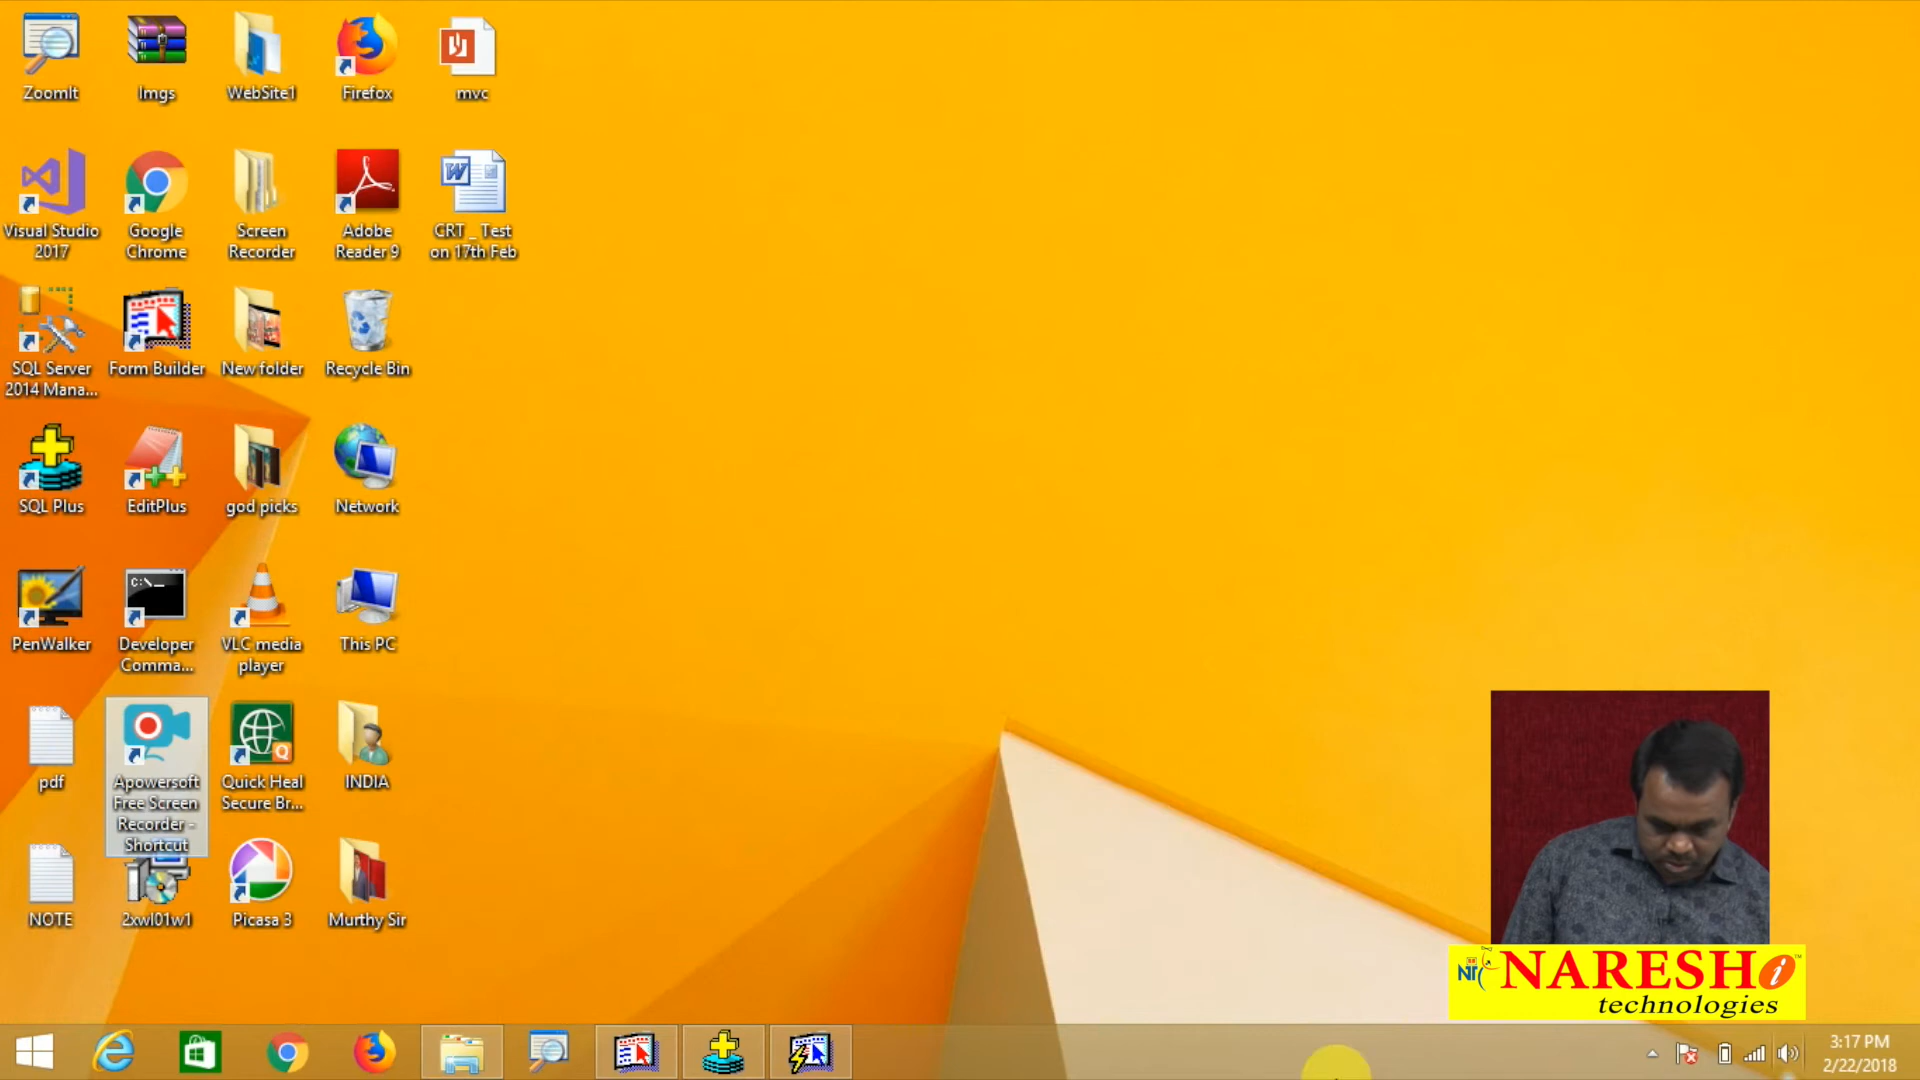 ZoomIt
Imgs
WebSite1
Firefox
mvc
Visual Studio
2017
Google
Chrome
Screen
Recorder
Adobe
Reader 9
CRT _ Test
on 17th Feb
SQL Server
2014 Mana...
Form Builder
New folder
Recycle Bin
SQL Plus
EditPlus
god picks
Network
C:\_
PenWalker
Developer
Comma...
VLC media
player
This PC
pdf
Apowersoft
Free Screen
Recorder -
Shortcut
Quick Heal
Secure Br...
INDIA
NOTE
2xwl01w1
Picasa 3
Murthy Sir
NARESH i
technologies
3:17 PM
2/22/2018